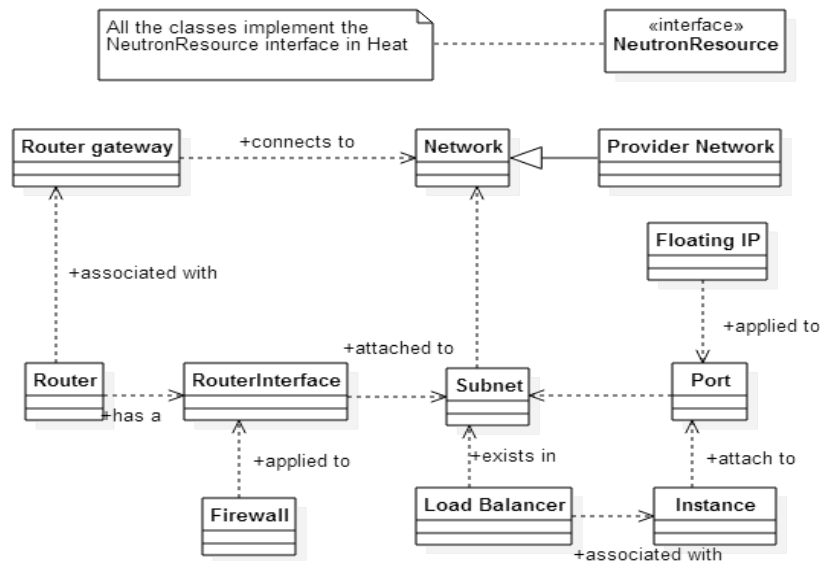 All the classes implement the
NeutronResource interface in Heat
«interface»
NeutronResource
Router gateway
+connects to
Network
Provider Network
Floating IP
+associated with
+applied to
+attached to
Router
RouterInterface
Subnet
Port
+has a
+applied to
+exists in
+attach to
Firewall
Load Balancer
Instance
+associated with